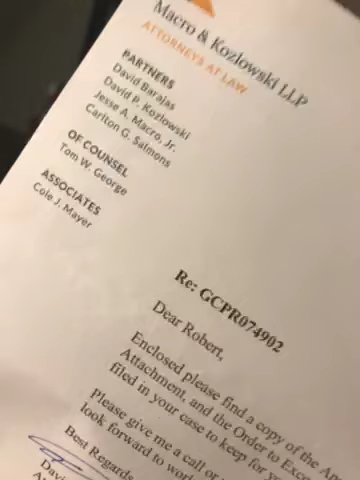 Macro & Kozlowski LLP
ATTORNEYS AT LAW
PARTNERS
David Barajas
David P. Kozlowski
Jesse A. Macro, Jr.
Carlton G. Salmons
OF COUNSEL
Tom W. George
ASSOCIATES
Cole J. Mayer
Re: GCPR074902
Dear Robert,
Enclosed please find a copy of the
Attachment, and the Order to
filed in your case to keep for
Please give me a call or
look forward to
Best Regards